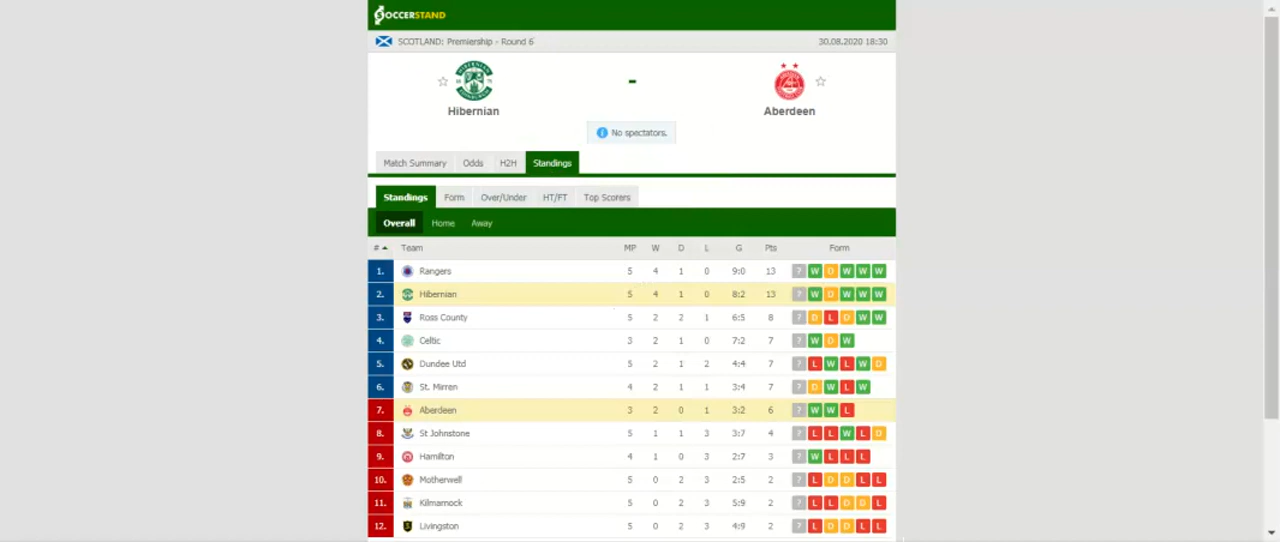 SOCCERSTAND
SCOTLAND: Premiership - Round 6 30.08.2020 18:30
-
Hibernian Aberdeen
No spectators.
Match Summary Odds H2H Standings
Standings Form Over/Under HT/FT Top Scorers
Overall Home Away
# Team MP W D L G Pts Form
1. Rangers 5 4 1 0 9:0 13 ? W D W W W
2. Hibernian 5 4 1 0 8:2 13 ? W D W W W
3. Ross County 5 2 2 1 6:5 8 ? D L D W W
4. Celtic 3 2 1 0 7:2 7 ? W D W
5. Dundee Utd 5 2 1 2 4:4 7 ? L W L W D
6. St. Mirren 4 2 1 1 3:4 7 ? D W L W
7. Aberdeen 3 2 0 1 3:2 6 ? W W L
8. St Johnstone 5 1 1 3 3:7 4 ? L L W L D
9. Hamilton 4 1 0 3 2:7 3 ? W L L L
10. Motherwell 5 0 2 3 2:5 2 ? L D D L L
11. Kilmarnock 5 0 2 3 5:9 2 ? L L D D L
12. Livingston 5 0 2 3 4:9 2 ? L D D L L